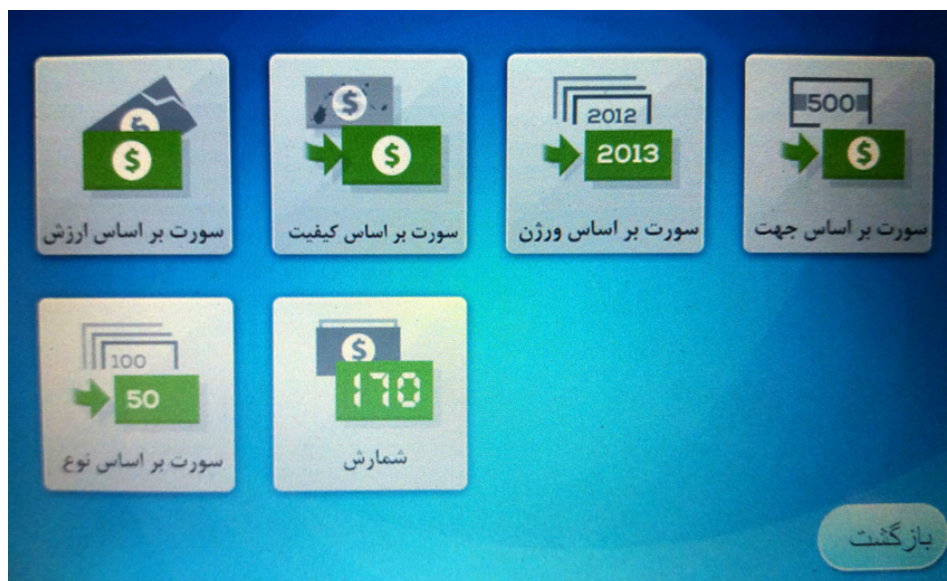 500
2012
2013
سورت بر اساس جهت
سورت بر اساس ورژن
سورت بر اساس کیفیت
سورت بر اساس ارزش
100
50
170
سورت بر اساس نوع
شمارش
بازگشت